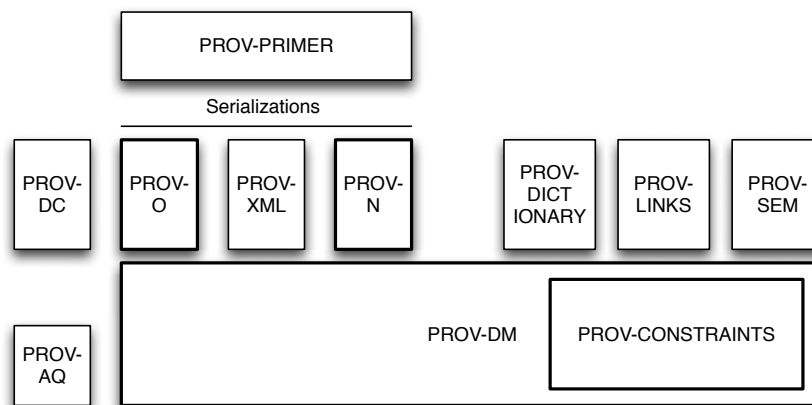 PROV-PRIMER
Serializations
PROV-
DC
PROV-
O
PROV-
XML
PROV-
N
PROV-
DICT
IONARY
PROV-
LINKS
PROV-
SEM
PROV-DM
PROV-CONSTRAINTS
PROV-
AQ